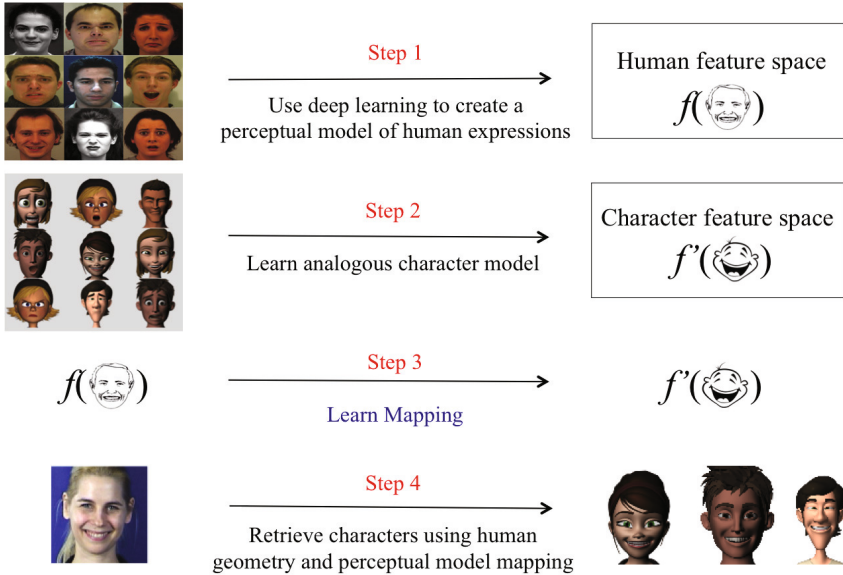 Step 1
Use deep learning to create a
perceptual model of human expressions
Human feature space
f( )
Step 2
Learn analogous character model
Character feature space
f’( )
f( )
Step 3
Learn Mapping
f’( )
Step 4
Retrieve characters using human
geometry and perceptual model mapping